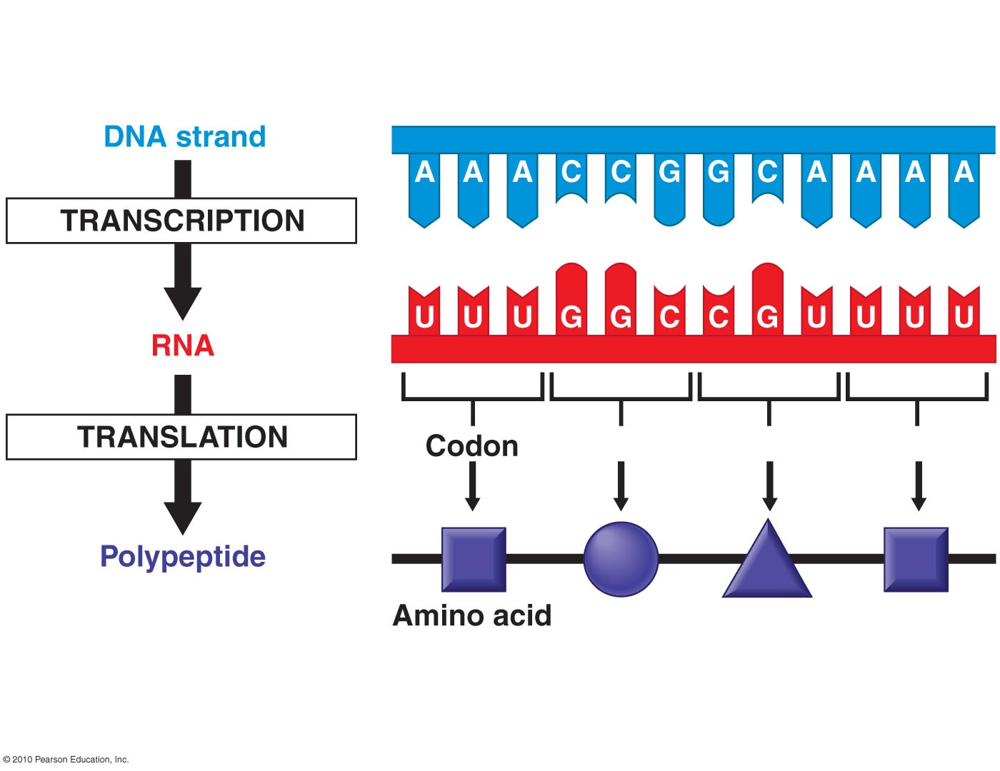 DNA strand
TRANSCRIPTION
RNA
TRANSLATION
Polypeptide
A A A C C G G C A A A A
U U U G G C C G U U U U
Codon
Amino acid
© 2010 Pearson Education, Inc.